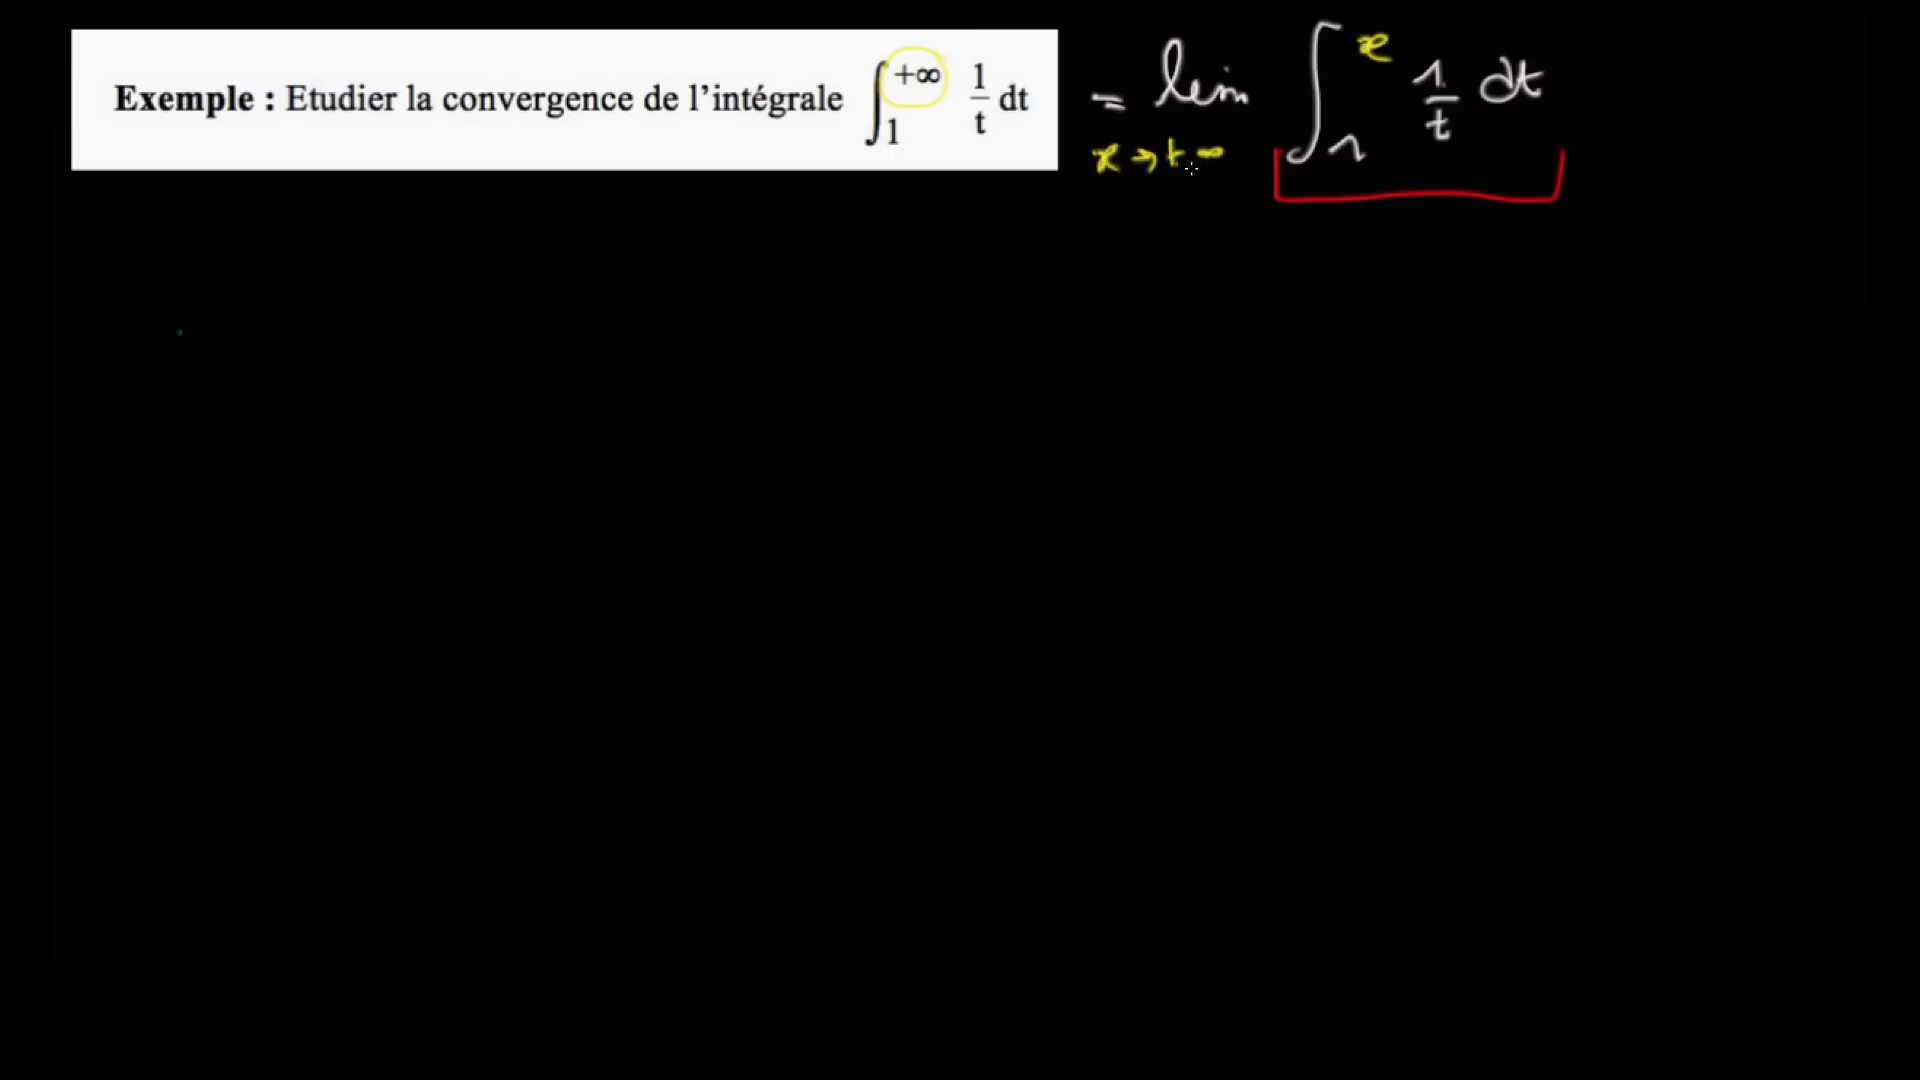 Exemple : Etudier la convergence de l'intégrale ∫₁^{+∞} 1/t dt = lim ∫₁^x 1/t dt
x → +∞